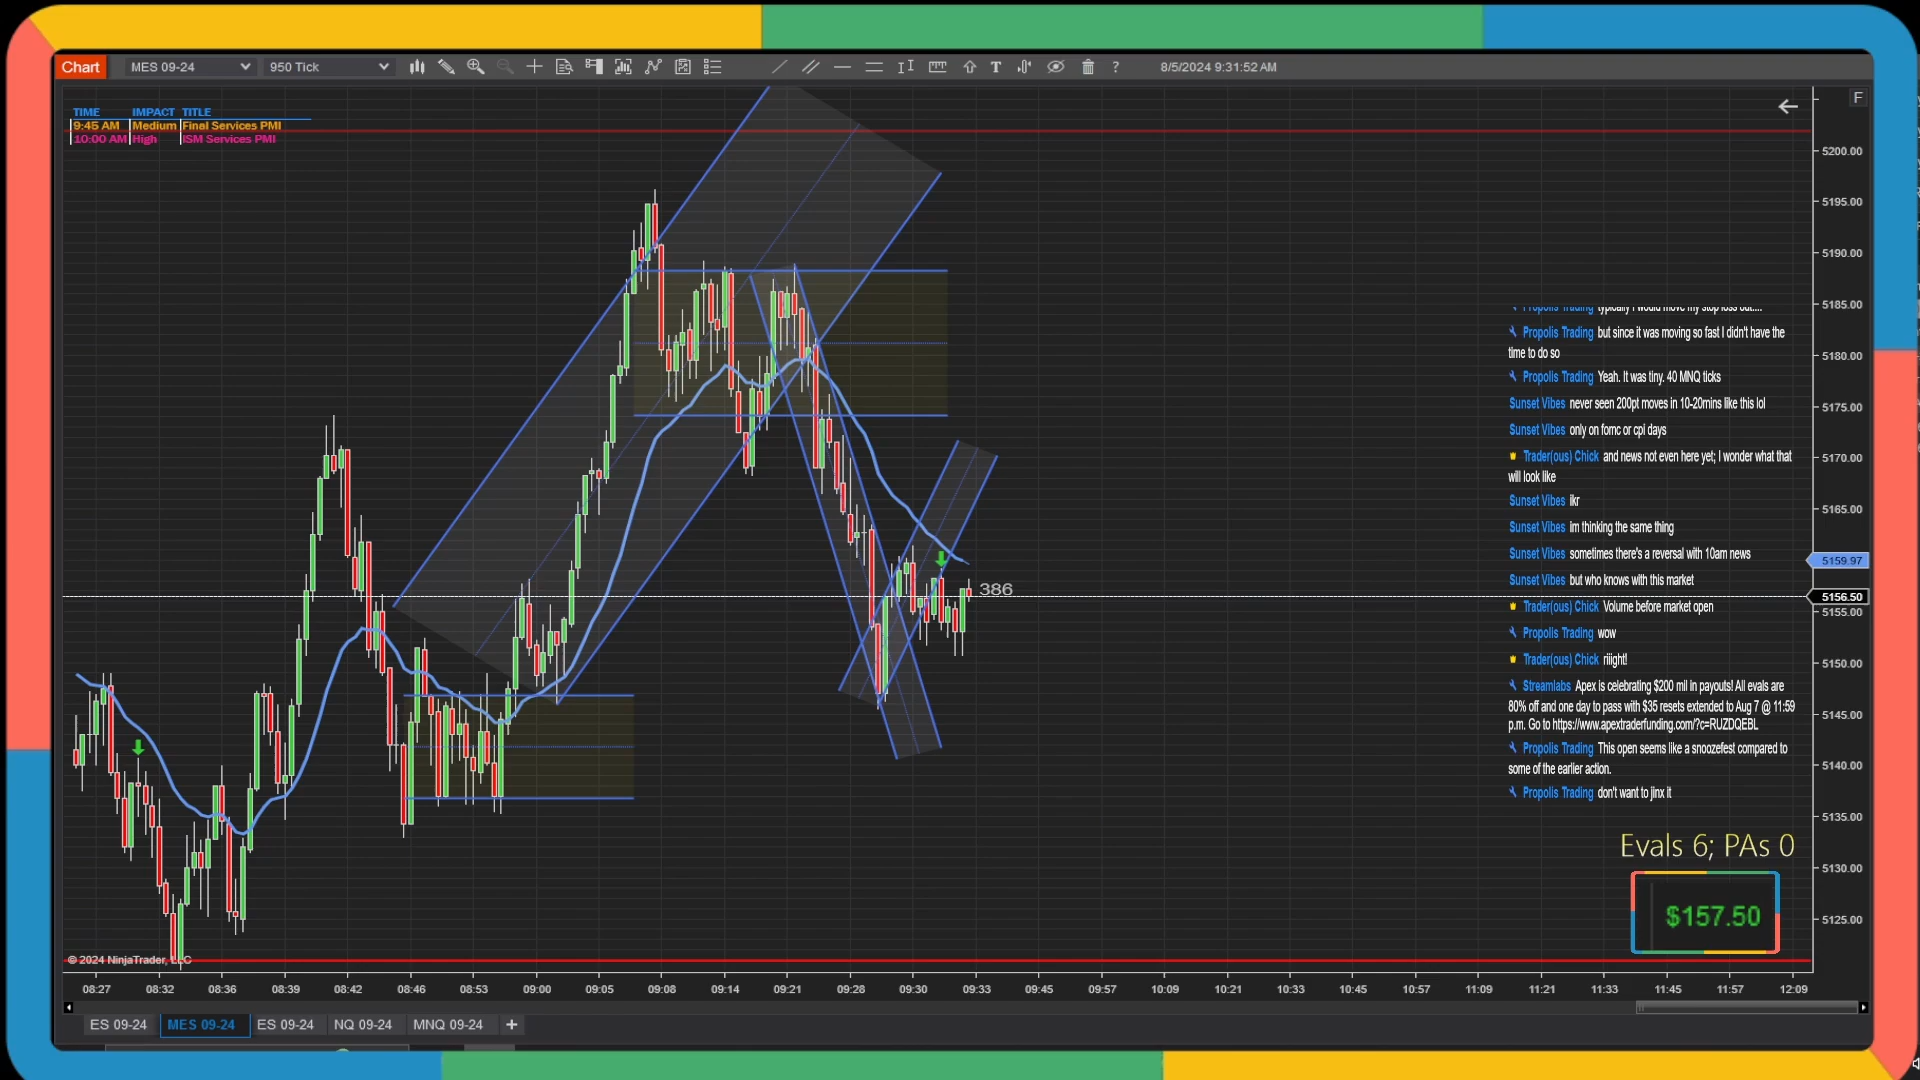 Chart MES 09-24 950 Tick T ? 8/5/2024 9:31:52 AM
F
TIME IMPACT TITLE
9:45 AM Medium Final Services PMI
10:00 AM High ISM Services PMI
5200.00
5195.00
5190.00
5185.00
5180.00
5175.00
5170.00
5165.00
5159.97
5156.50
5155.00
5150.00
5145.00
5140.00
5135.00
5130.00
5125.00
386
Propolis Trading typically I would move my stop loss out....
Propolis Trading but since it was moving so fast I didn't have the
time to do so
Propolis Trading Yeah. It was tiny. 40 MNQ ticks
Sunset Vibes never seen 200pt moves in 10-20mins like this lol
Sunset Vibes only on fomc or cpi days
Trader(ous) Chick and news not even here yet; I wonder what that
will look like
Sunset Vibes ikr
Sunset Vibes im thinking the same thing
Sunset Vibes sometimes there's a reversal with 10am news
Sunset Vibes but who knows with this market
Trader(ous) Chick Volume before market open
Propolis Trading wow
Trader(ous) Chick riiight!
Streamlabs Apex is celebrating $200 mil in payouts! All evals are
80% off and one day to pass with $35 resets extended to Aug 7 @ 11:59
p.m. Go to https://www.apextraderfunding.com/?c=RUZDQEBL
Propolis Trading This open seems like a snoozefest compared to
some of the earlier action.
Propolis Trading don't want to jinx it
Evals 6; PAs 0
$157.50
© 2024 NinjaTrader, LLC
08:27 08:32 08:36 08:39 08:42 08:46 08:53 09:00 09:05 09:08 09:14 09:21 09:28 09:30 09:33 09:45 09:57 10:09 10:21 10:33 10:45 10:57 11:09 11:21 11:33 11:45 11:57 12:09
ES 09-24 MES 09-24 ES 09-24 NQ 09-24 MNQ 09-24 +